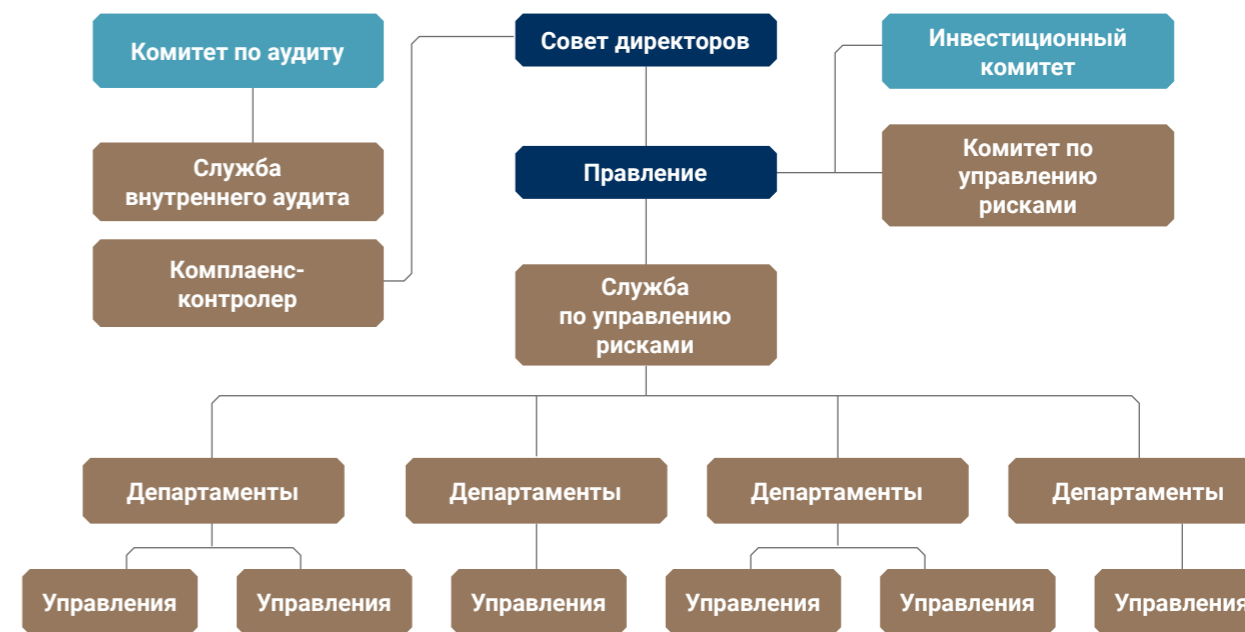 Комитет по аудиту
Совет директоров
Инвестиционный
комитет
Служба
внутреннего аудита
Правление
Комитет по
управлению
рисками
Комплаенс-
контролер
Служба
по управлению
рисками
Департаменты
Департаменты
Департаменты
Департаменты
Управления
Управления
Управления
Управления
Управления
Управления